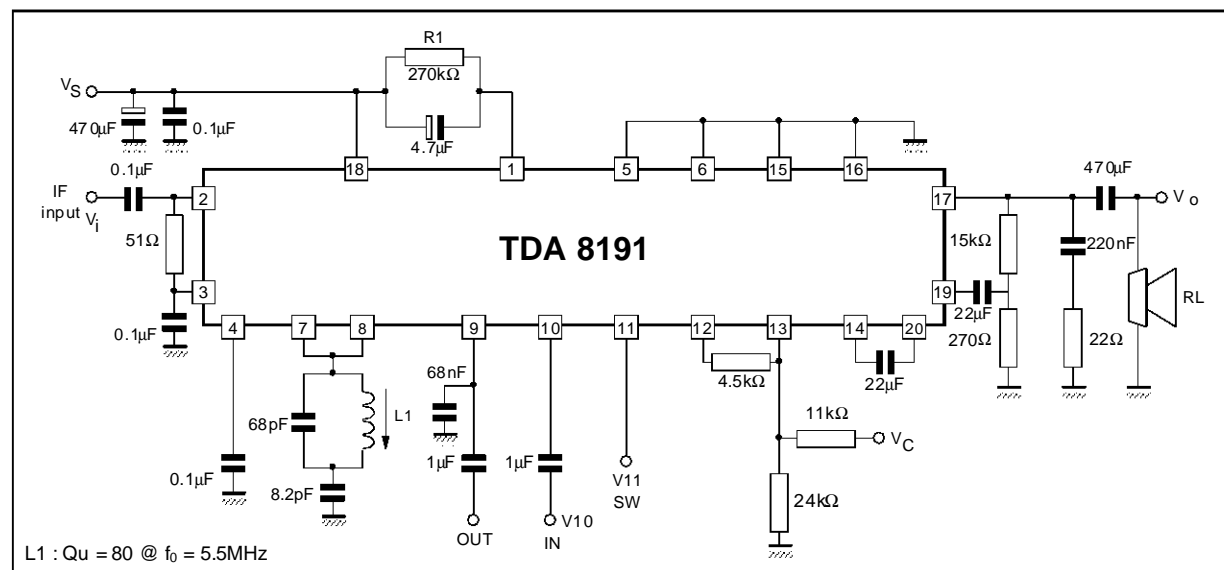 R1
270kΩ
VS
470µF
0.1µF
4.7µF
18
1
5
6
15
16
0.1µF
470µF
IF
input Vi
2
17
Vo
51Ω
TDA 8191
15kΩ
220nF
3
19
RL
0.1µF
22µF
4
7
8
9
10
11
12
13
14
20
270Ω
22Ω
68nF
4.5kΩ
22µF
68pF
L1
11kΩ
VC
0.1µF
8.2pF
1µF
1µF
V11
SW
24kΩ
V10
OUT
IN
L1 : Qu = 80 @ f0 = 5.5MHz